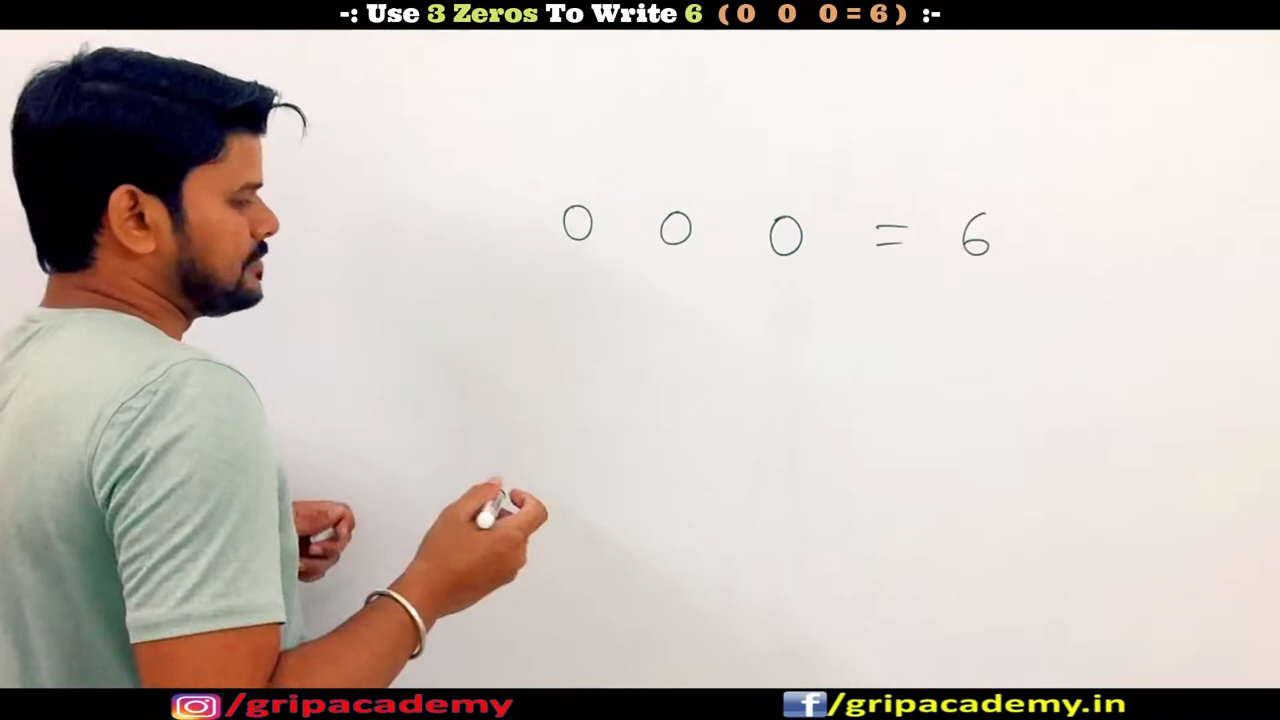 -: Use 3 Zeros To Write 6 ( 0 0 0 = 6 ) :-
0 0 0 = 6
/gripacademy /gripacademy.in